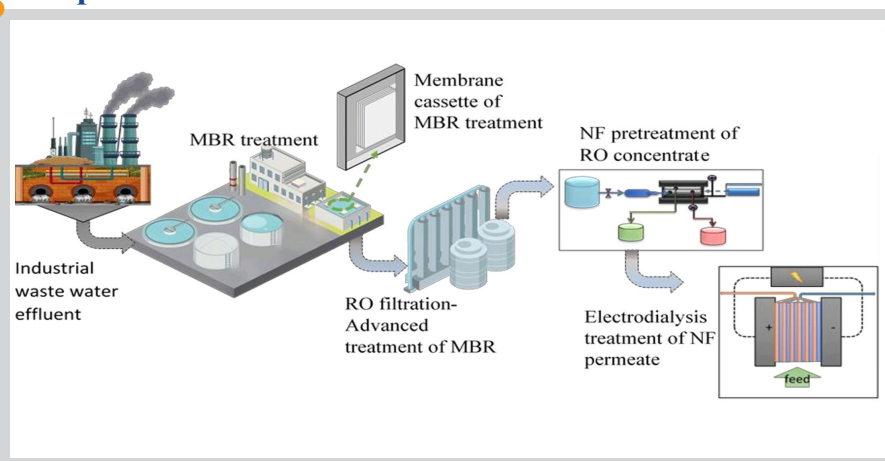 Industrial
waste water
effluent
MBR treatment
Membrane
cassette of
MBR treatment
RO filtration-
Advanced
treatment of MBR
NF pretreatment of
RO concentrate
Electrodialysis
treatment of NF
permeate
+
-
feed